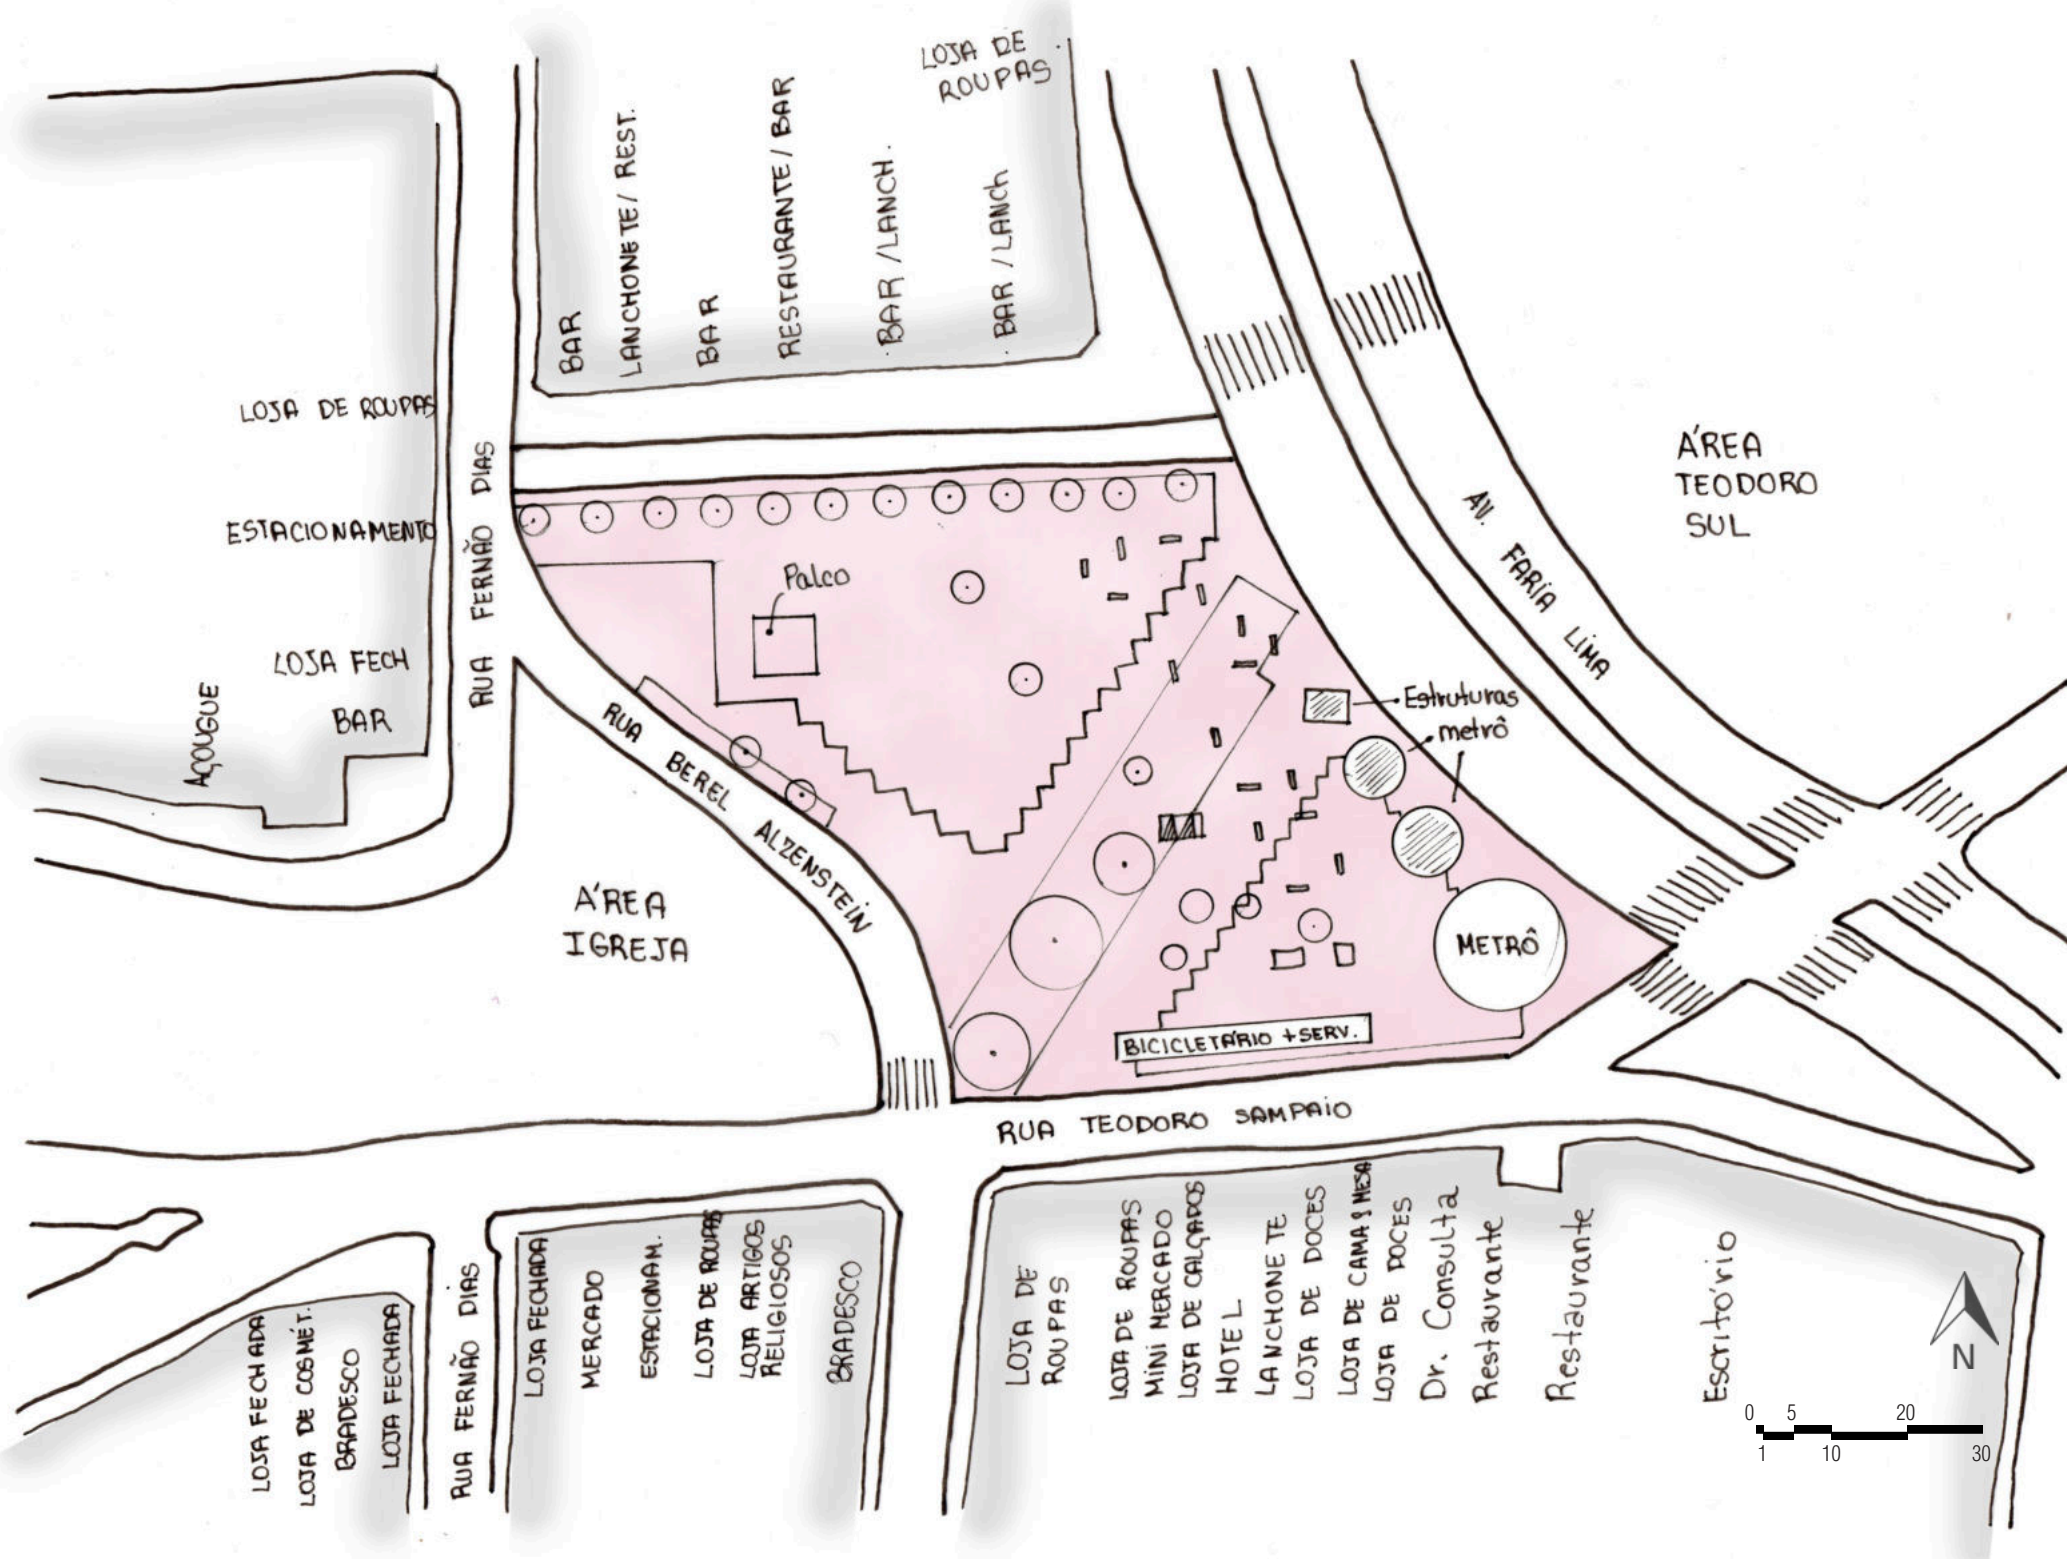 LOJA DE
ROUPAS
BAR
LANCHONETE / REST.
BAR
RESTAURANTE / BAR
BAR / LANCH.
BAR / LANCH
LOJA DE ROUPAS
ESTACIONAMENTO
LOJA FECH
BAR
AÇOUGUE
RUA FERNÃO DIAS
ÁREA
TEODORO
SUL
AV. FARIA LIMA
Palco
Estruturas
metrô
RUA BEREL ALZENSTEIN
ÁREA
IGREJA
METRÔ
BICICLETÁRIO + SERV.
RUA TEODORO SAMPAIO
LOJA FECHADA
LOJA DE COSMÉT.
BRADESCO
LOJA FECHADA
RUA FERNÃO DIAS
LOJA FECHADA
MERCADO
ESTACIONAM.
LOJA DE ROUPAS
LOJA ARTIGOS
RELIGIOSOS
BRADESCO
LOJA DE
ROUPAS
LOJA DE ROUPAS
MINI MERCADO
LOJA DE CALÇADOS
HOTEL
LANCHONETE
LOJA DE DOCES
LOJA DE CAMA & MESA
LOJA DE DOCES
Dr. Consulta
Restaurante
Restaurante
Escritório
N
0 5 20
1 10 30